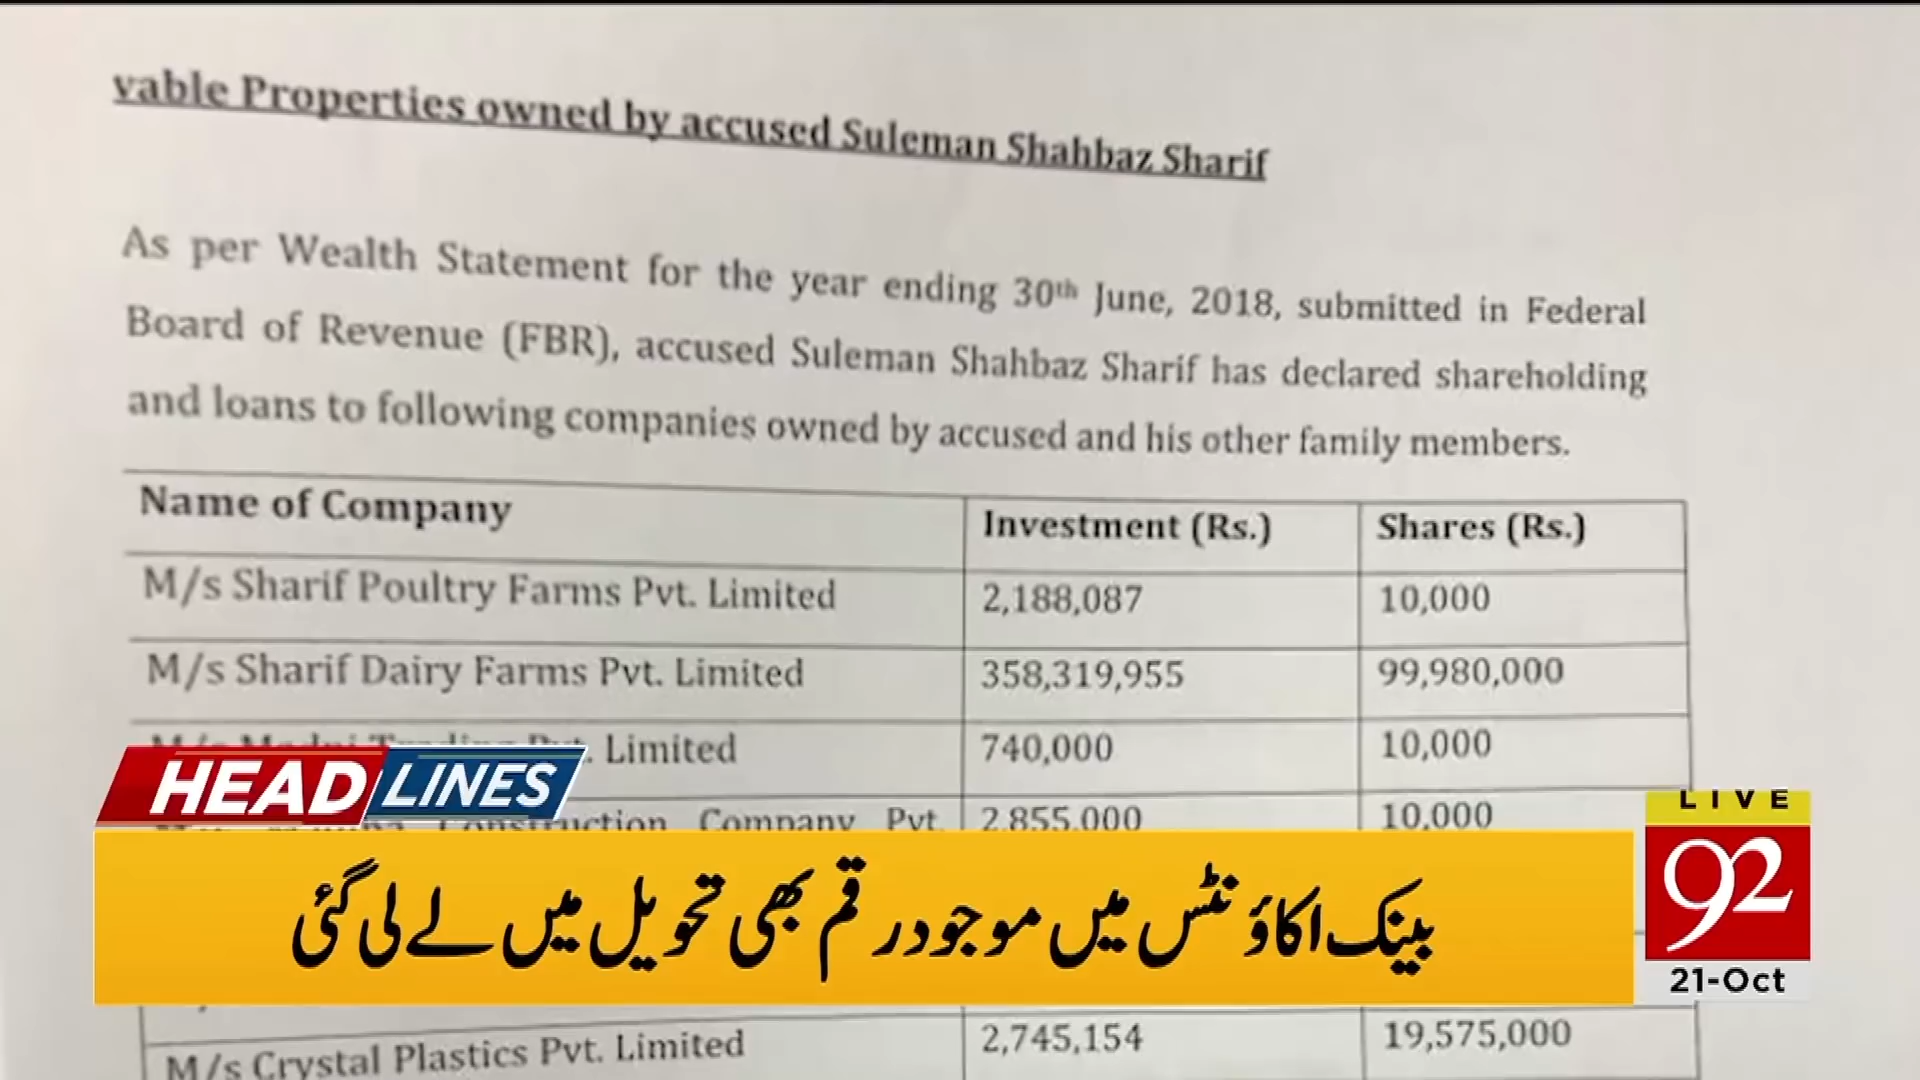 vable Properties owned by accused Suleman Shahbaz Sharif
As per Wealth Statement for the year ending 30th June, 2018, submitted in Federal
Board of Revenue (FBR), accused Suleman Shahbaz Sharif has declared shareholding
and loans to following companies owned by accused and his other family members.
Name of Company Investment (Rs.) Shares (Rs.)
M/s Sharif Poultry Farms Pvt. Limited 2,188,087 10,000
M/s Sharif Dairy Farms Pvt. Limited 358,319,955 99,980,000
Limited 740,000 10,000
Construction Company Pvt. 2,855,000 10,000
HEADLINES
LIVE
92
21-Oct
بینک اکاؤنٹس میں موجود رقم بھی تحویل میں لے لی گئی
M/s Crystal Plastics Pvt. Limited 2,745,154 19,575,000